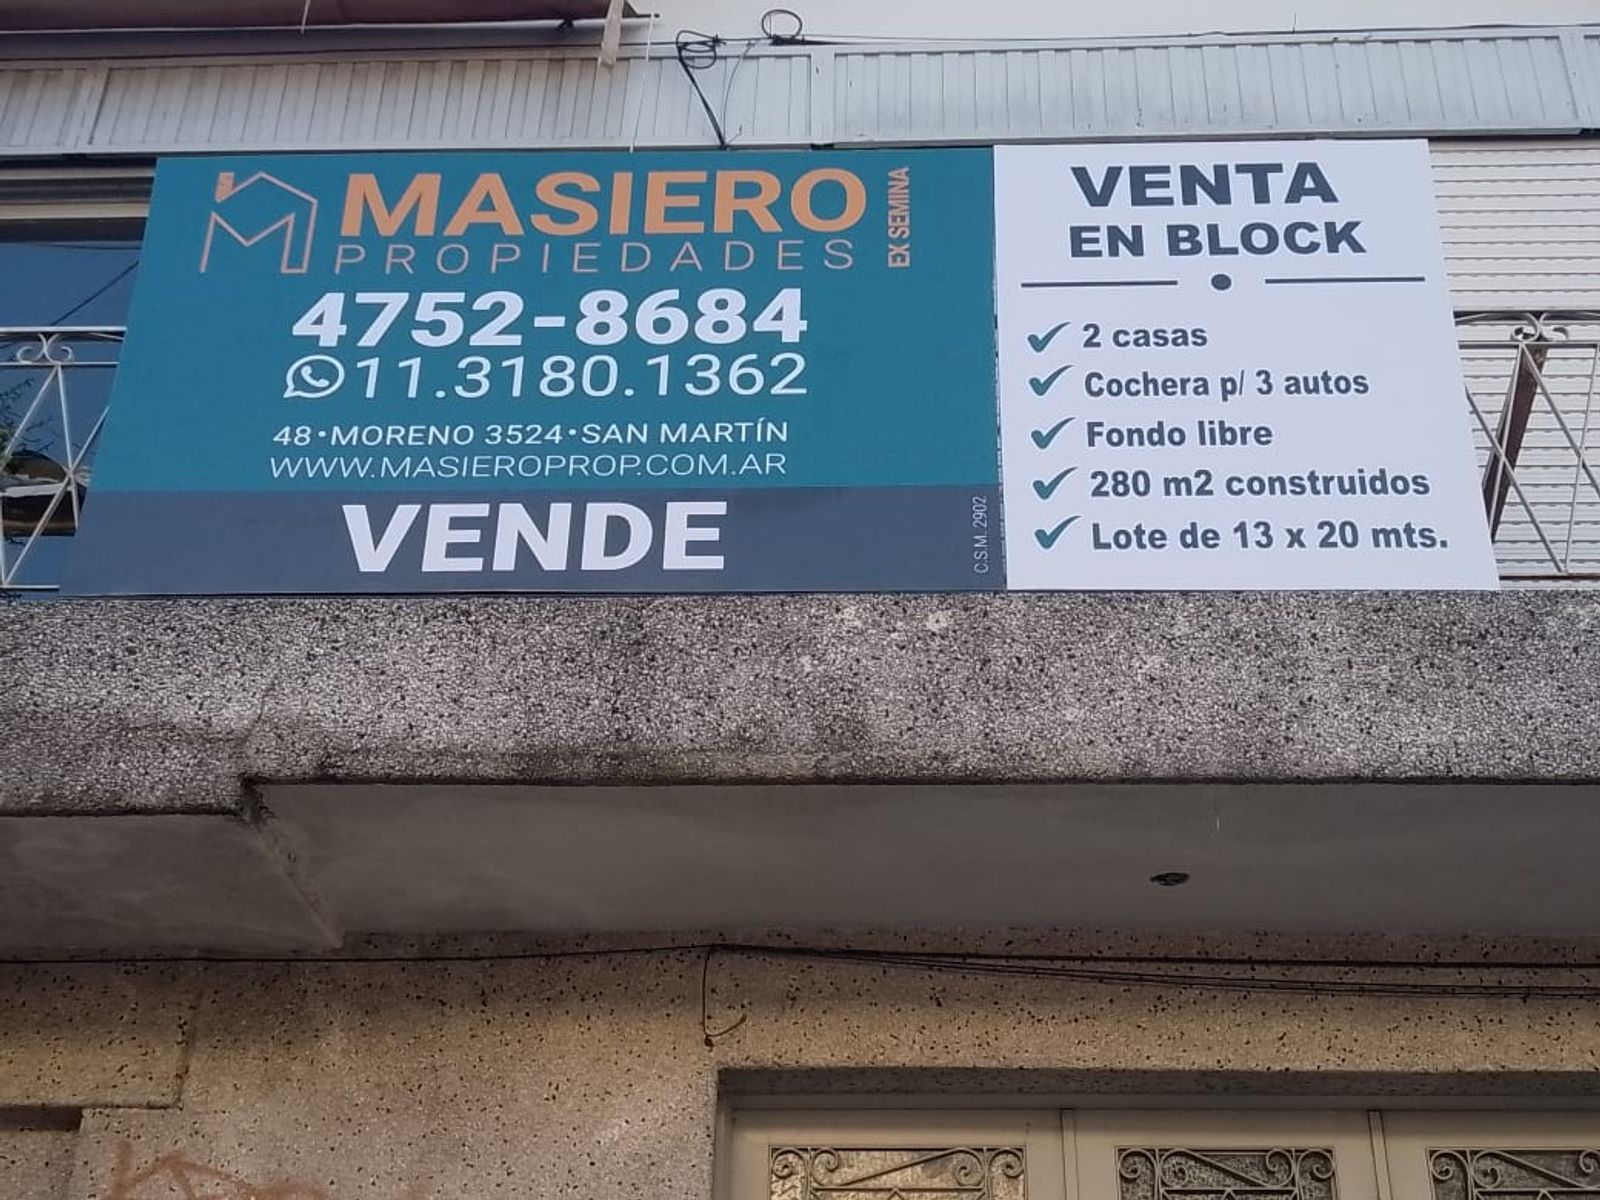 MASIERO
PROPIEDADES
EX SEMINA
4752-8684
11.3180.1362
48•MORENO 3524•SAN MARTÍN
WWW.MASIEROPROP.COM.AR
VENDE
C.S.M. 2902
VENTA
EN BLOCK
2 casas
Cochera p/ 3 autos
Fondo libre
280 m2 construidos
Lote de 13 x 20 mts.